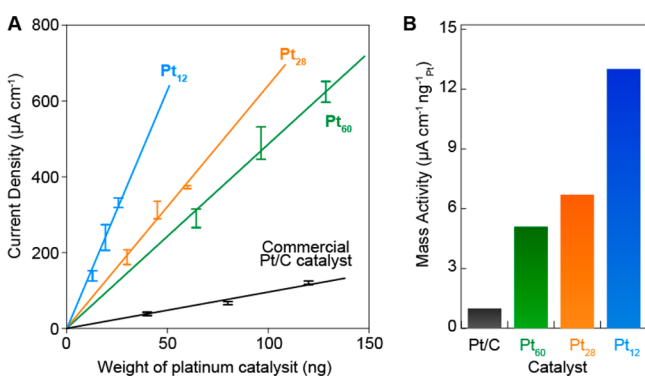 A
800
600
400
200
0
0
50
100
150
Current Density (µA cm⁻¹)
Weight of platinum catalysit (ng)
Pt₁₂
Pt₂₈
Pt₆₀
Commercial
Pt/C catalyst
B
15
12
9
6
3
0
Mass Activity (µA cm⁻¹ ng⁻¹Pt)
Pt/C
Pt₆₀
Pt₂₈
Pt₁₂
Catalyst